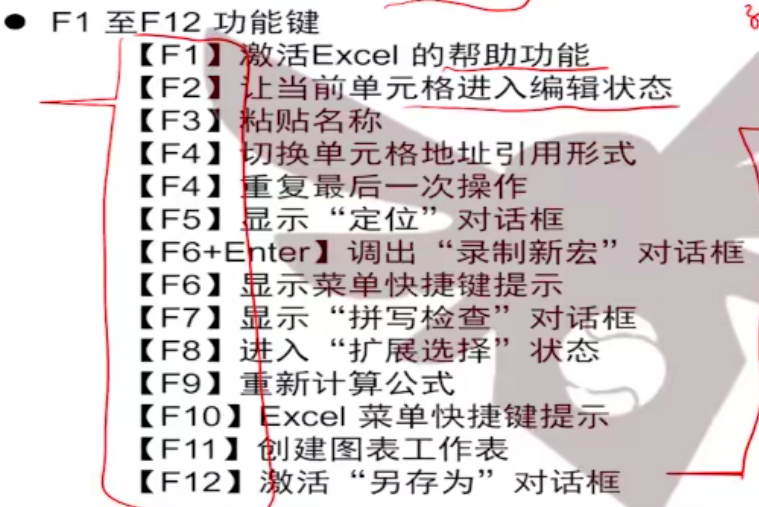 ● F1 至F12 功能键
【F1】激活Excel 的帮助功能
【F2】让当前单元格进入编辑状态
【F3】粘贴名称
【F4】切换单元格地址引用形式
【F4】重复最后一次操作
【F5】显示“定位”对话框
【F6+Enter】调出“录制新宏”对话框
【F6】显示菜单快捷键提示
【F7】显示“拼写检查”对话框
【F8】进入“扩展选择”状态
【F9】重新计算公式
【F10】Excel 菜单快捷键提示
【F11】创建图表工作表
【F12】激活“另存为”对话框